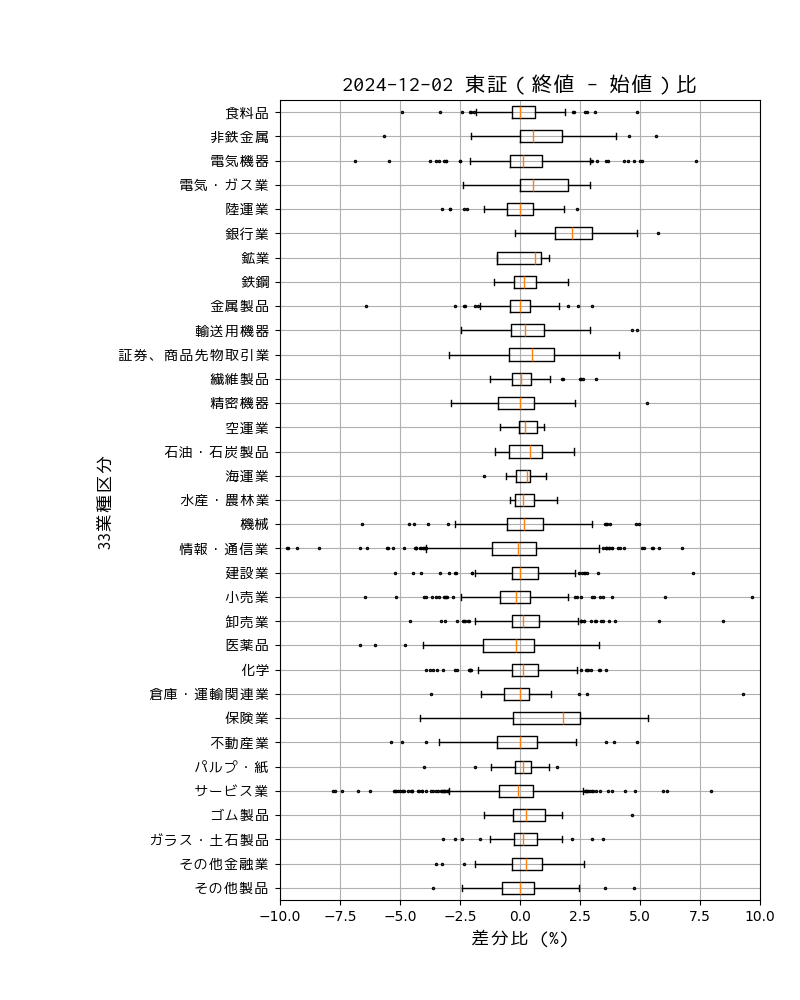 2024-12-02 東証(終値 - 始値)比
食料品
非鉄金属
電気機器
電気・ガス業
陸運業
銀行業
鉱業
鉄鋼
金属製品
輸送用機器
証券、商品先物取引業
繊維製品
精密機器
空運業
石油・石炭製品
海運業
水産・農林業
機械
情報・通信業
建設業
小売業
卸売業
医薬品
化学
倉庫・運輸関連業
保険業
不動産業
パルプ・紙
サービス業
ゴム製品
ガラス・土石製品
その他金融業
その他製品
33業種区分
−10.0 −7.5 −5.0 −2.5 0.0 2.5 5.0 7.5 10.0
差分比 (%)